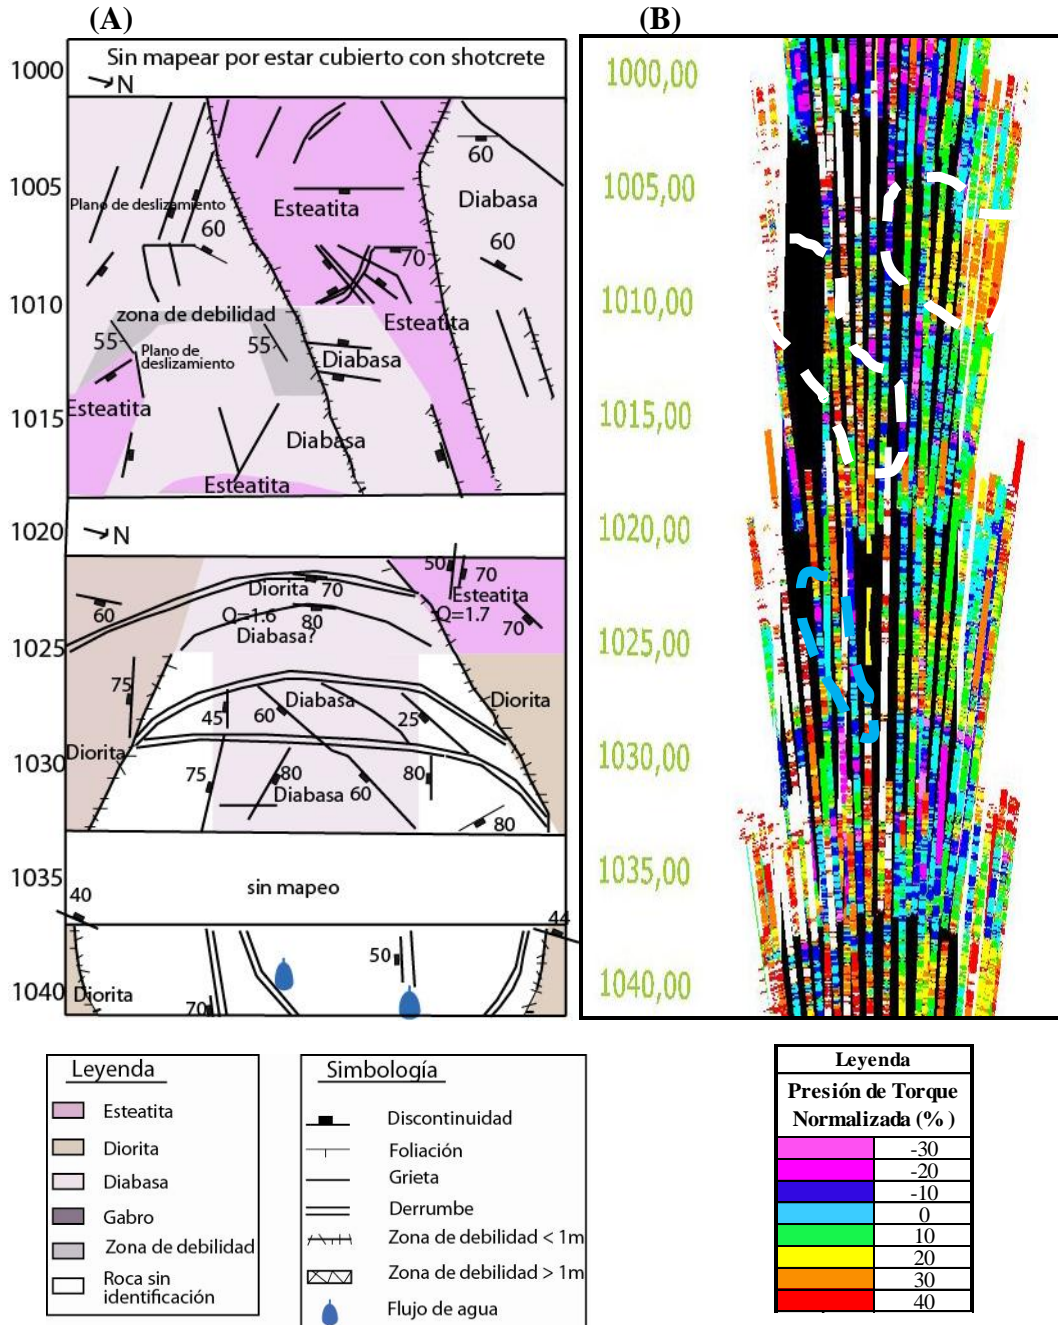 (A)
(B)
Sin mapear por estar cubierto con shotcrete
1000
N
60
1005
Plano de deslizamiento
60
Esteatita
Diabasa
60
70
1010
zona de debilidad
Esteatita
55
Plano de
deslizamiento
55
Diabasa
Esteatita
1015
Diabasa
Esteatita
1020
N
50
70
Diorita
70
Esteatita
60
Q=1.6
80
Q=1.7
70
Diabasa?
1025
75
Diabasa
Diorita
45
60
25
Diorita
1030
75
80
80
Diabasa
60
80
1035
sin mapeo
40
44
50
1040
Diorita
70
1000,00
1005,00
1010,00
1015,00
1020,00
1025,00
1030,00
1035,00
1040,00
Leyenda
Esteatita
Diorita
Diabasa
Gabro
Zona de debilidad
Roca sin
identificación
Simbología
Discontinuidad
Foliación
Grieta
Derrumbe
Zona de debilidad < 1m
Zona de debilidad > 1m
Flujo de agua
Leyenda
Presión de Torque
Normalizada (%)
-30
-20
-10
0
10
20
30
40